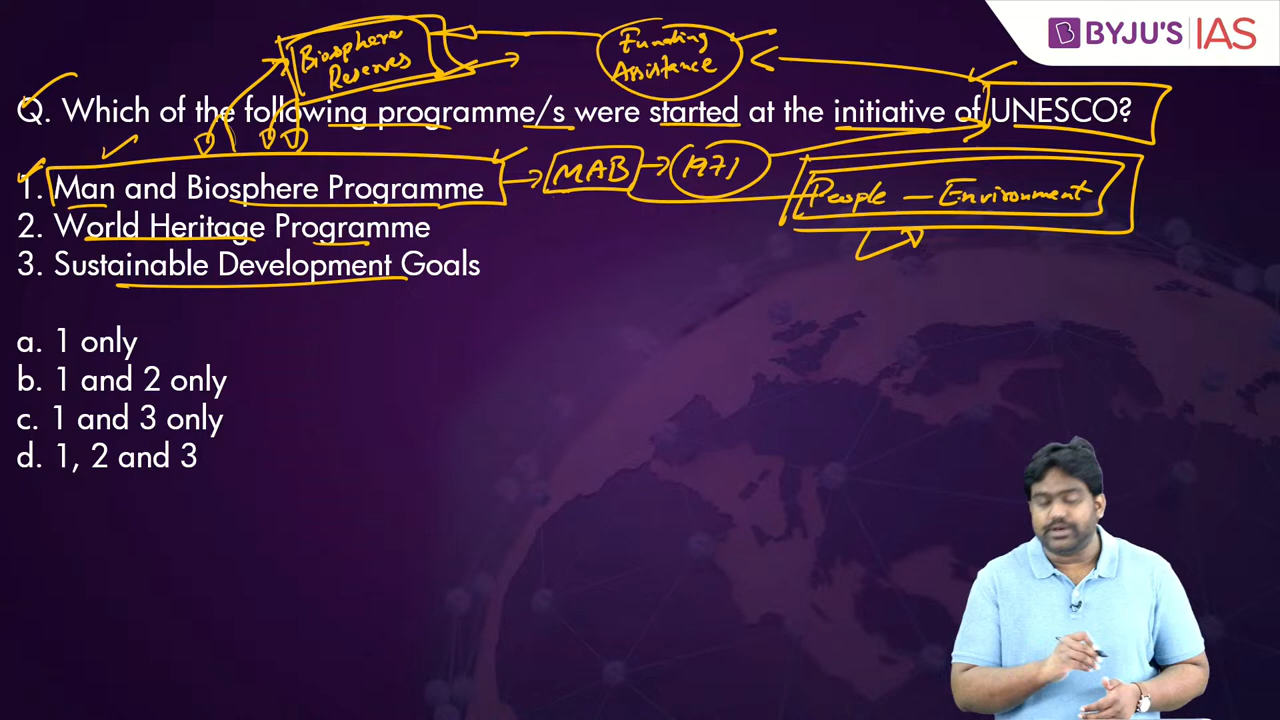 BYJU'S IAS
Biosphere
Reserves
Funding
Assistance
Q. Which of the following programme/s were started at the initiative of UNESCO?
1. Man and Biosphere Programme
MAB
1971
People - Environment
2. World Heritage Programme
3. Sustainable Development Goals
a. 1 only
b. 1 and 2 only
c. 1 and 3 only
d. 1, 2 and 3